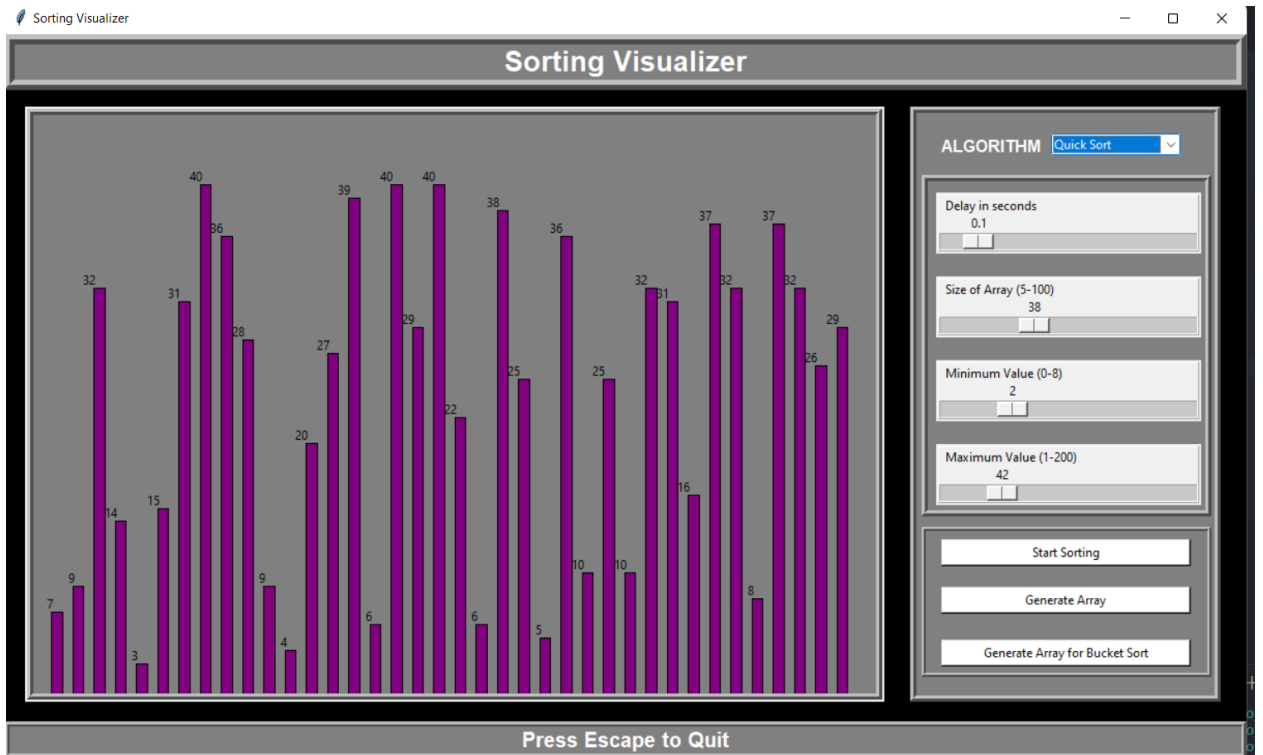 Sorting Visualizer
Sorting Visualizer
7 9 32 14 3 15 31 40 36 28 9 4 20 27 39 6 40 29 40 22 6 38 25 5 36 10 25 10 32 31 16 37 32 8 37 32 26 29
ALGORITHM Quick Sort
Delay in seconds
0.1
Size of Array (5-100)
38
Minimum Value (0-8)
2
Maximum Value (1-200)
42
Start Sorting
Generate Array
Generate Array for Bucket Sort
Press Escape to Quit